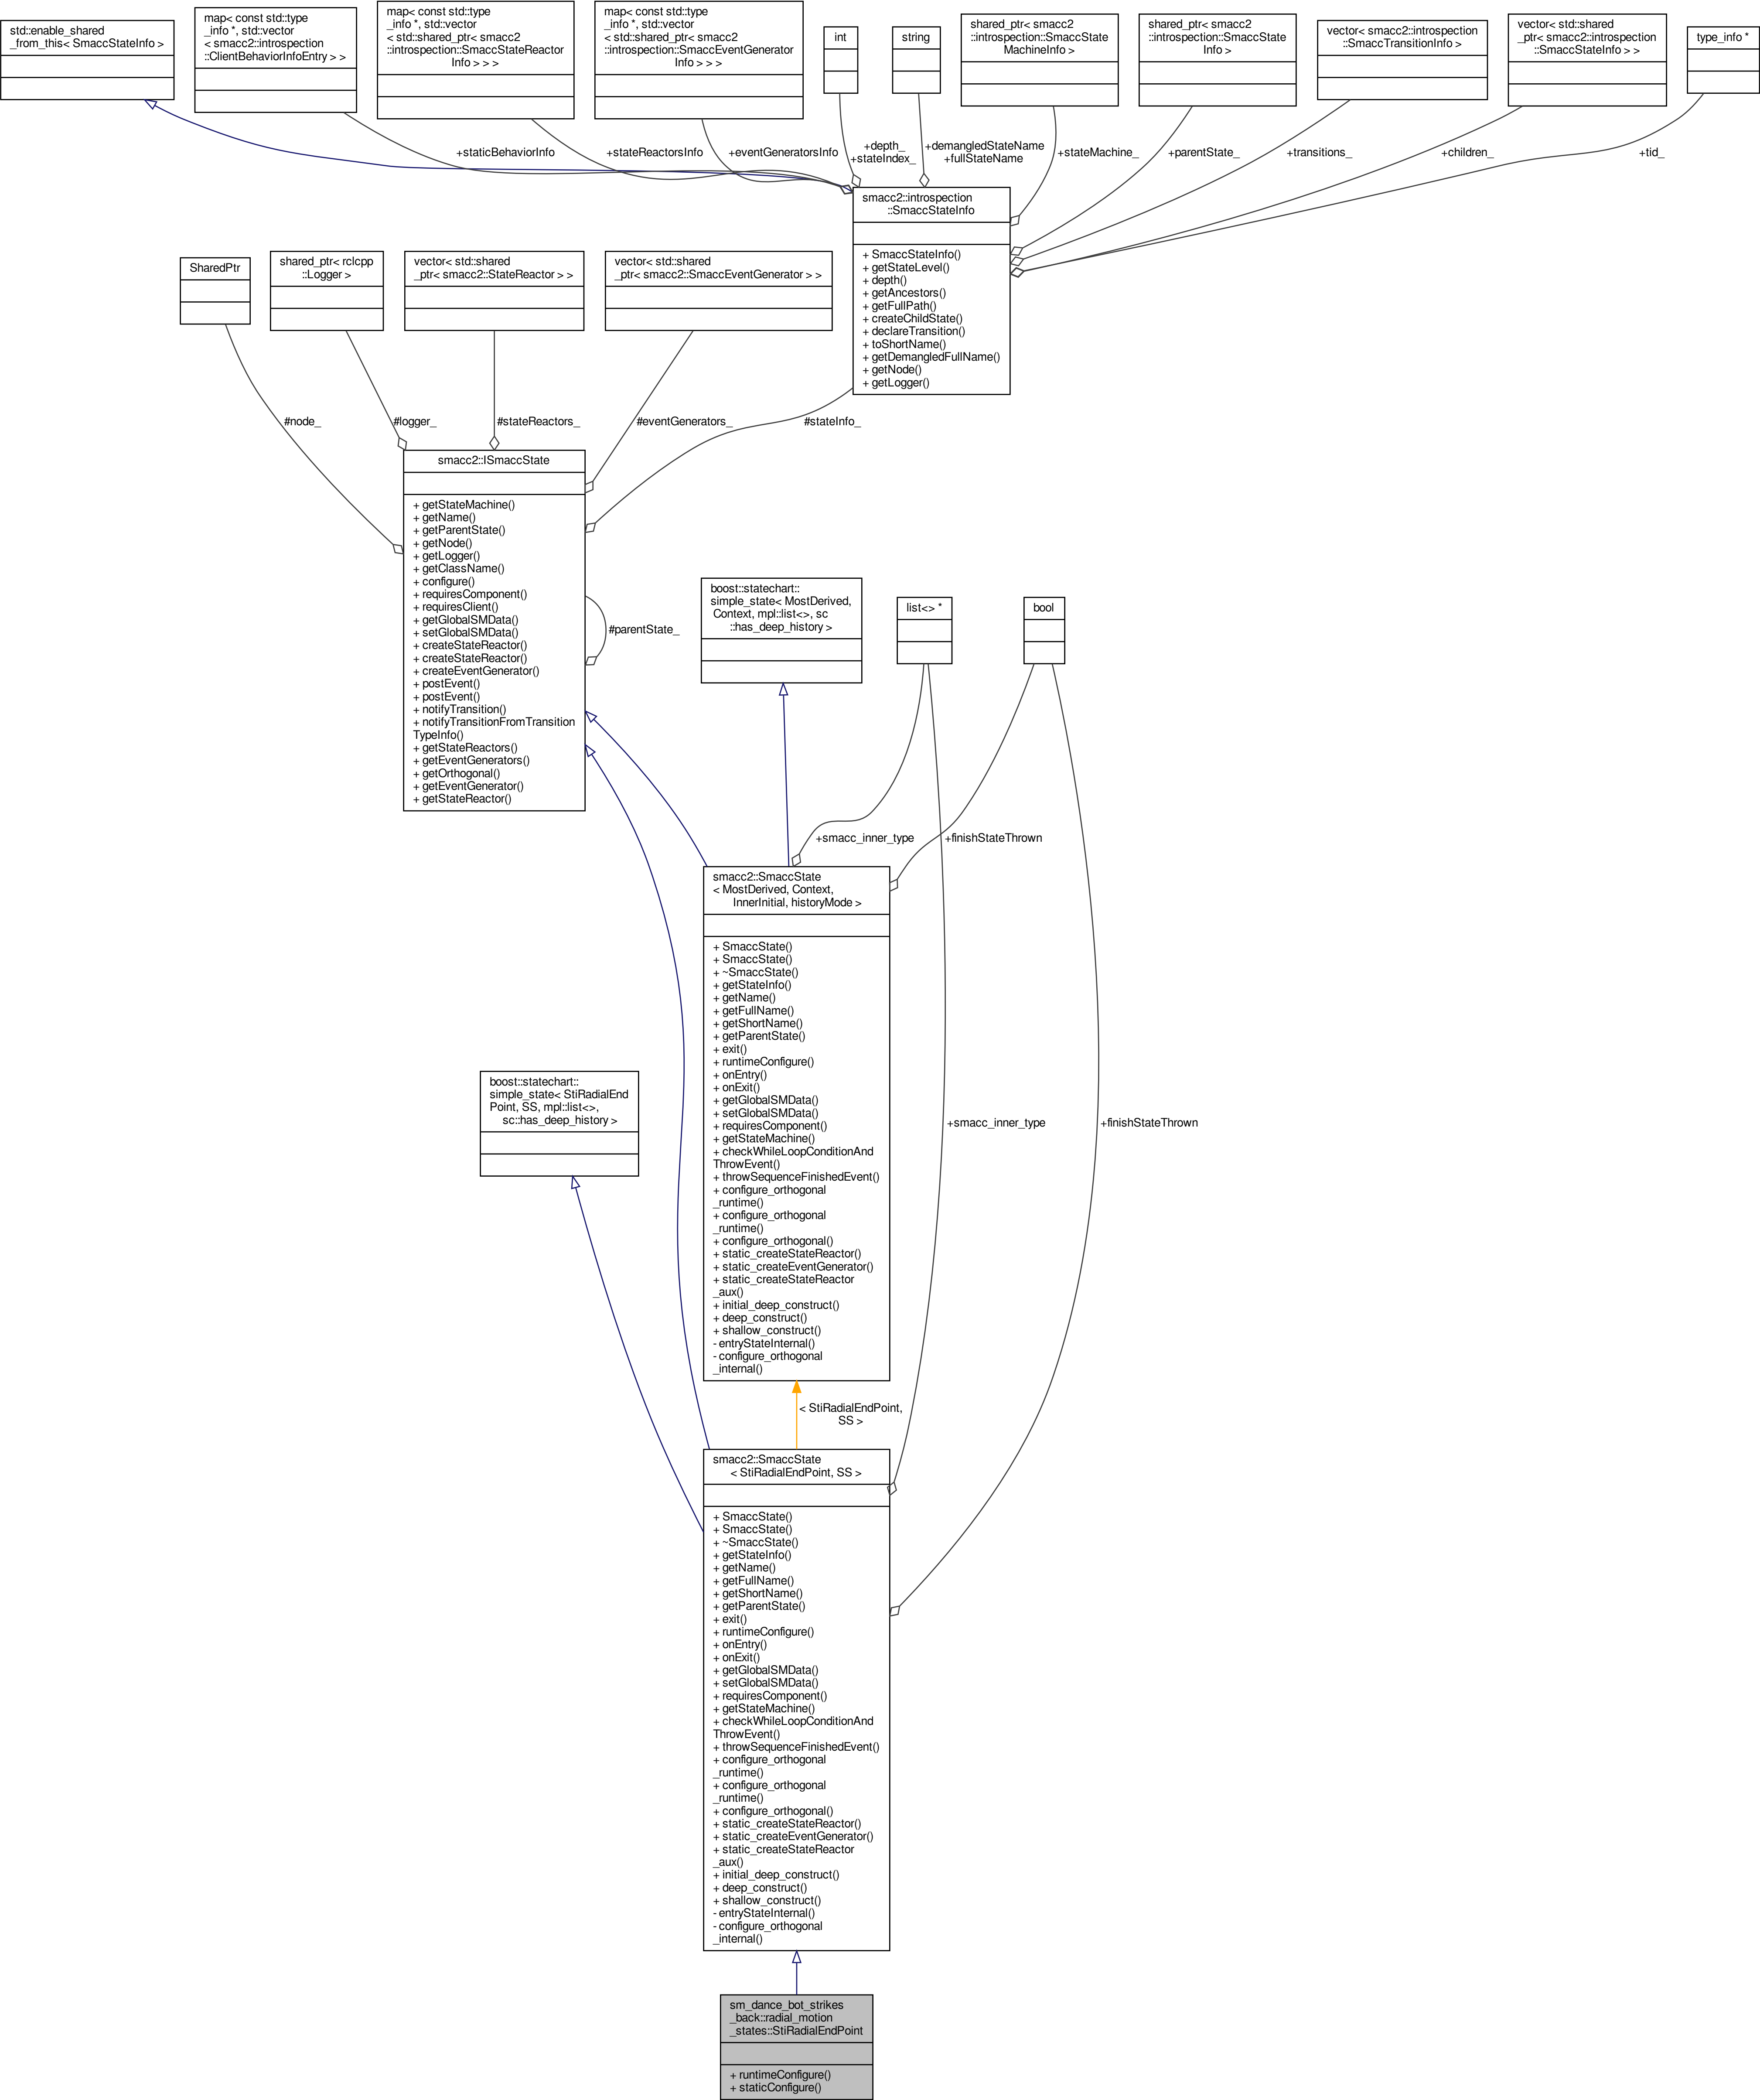 std::enable_shared
_from_this< SmaccStateInfo >
map< const std::type
_info *, std::vector
< smacc2::introspection
::ClientBehaviorInfoEntry > >
map< const std::type
_info *, std::vector
< std::shared_ptr< smacc2
::introspection::SmaccStateReactor
Info > > >
map< const std::type
_info *, std::vector
< std::shared_ptr< smacc2
::introspection::SmaccEventGenerator
Info > > >
int
string
shared_ptr< smacc2
::introspection::SmaccState
MachineInfo >
shared_ptr< smacc2
::introspection::SmaccState
Info >
vector< smacc2::introspection
::SmaccTransitionInfo >
vector< std::shared
_ptr< smacc2::introspection
::SmaccStateInfo > >
type_info *
+staticBehaviorInfo
+stateReactorsInfo
+eventGeneratorsInfo
+depth_
+stateIndex_
+demangledStateName
+fullStateName
+stateMachine_
+parentState_
+transitions_
+children_
+tid_
smacc2::introspection
::SmaccStateInfo
+ SmaccStateInfo()
+ getStateLevel()
+ depth()
+ getAncestors()
+ getFullPath()
+ createChildState()
+ declareTransition()
+ toShortName()
+ getDemangledFullName()
+ getNode()
+ getLogger()
SharedPtr
shared_ptr< rclcpp
::Logger >
vector< std::shared
_ptr< smacc2::StateReactor > >
vector< std::shared
_ptr< smacc2::SmaccEventGenerator > >
#node_
#logger_
#stateReactors_
#eventGenerators_
#stateInfo_
smacc2::ISmaccState
+ getStateMachine()
+ getName()
+ getParentState()
+ getNode()
+ getLogger()
+ getClassName()
+ configure()
+ requiresComponent()
+ requiresClient()
+ getGlobalSMData()
+ setGlobalSMData()
+ createStateReactor()
+ createStateReactor()
+ createEventGenerator()
+ postEvent()
+ postEvent()
+ notifyTransition()
+ notifyTransitionFromTransition
TypeInfo()
+ getStateReactors()
+ getEventGenerators()
+ getOrthogonal()
+ getEventGenerator()
+ getStateReactor()
#parentState_
boost::statechart::
simple_state< MostDerived,
Context, mpl::list<>, sc
::has_deep_history >
list<> *
bool
+smacc_inner_type
+finishStateThrown
smacc2::SmaccState
< MostDerived, Context,
InnerInitial, historyMode >
+ SmaccState()
+ SmaccState()
+ ~SmaccState()
+ getStateInfo()
+ getName()
+ getFullName()
+ getShortName()
+ getParentState()
+ exit()
+ runtimeConfigure()
+ onEntry()
+ onExit()
+ getGlobalSMData()
+ setGlobalSMData()
+ requiresComponent()
+ getStateMachine()
+ checkWhileLoopConditionAnd
ThrowEvent()
+ throwSequenceFinishedEvent()
+ configure_orthogonal
_runtime()
+ configure_orthogonal
_runtime()
+ configure_orthogonal()
+ static_createStateReactor()
+ static_createEventGenerator()
+ static_createStateReactor
_aux()
+ initial_deep_construct()
+ deep_construct()
+ shallow_construct()
- entryStateInternal()
- configure_orthogonal
_internal()
boost::statechart::
simple_state< StiRadialEnd
Point, SS, mpl::list<>,
sc::has_deep_history >
+smacc_inner_type
+finishStateThrown
< StiRadialEndPoint,
SS >
smacc2::SmaccState
< StiRadialEndPoint, SS >
+ SmaccState()
+ SmaccState()
+ ~SmaccState()
+ getStateInfo()
+ getName()
+ getFullName()
+ getShortName()
+ getParentState()
+ exit()
+ runtimeConfigure()
+ onEntry()
+ onExit()
+ getGlobalSMData()
+ setGlobalSMData()
+ requiresComponent()
+ getStateMachine()
+ checkWhileLoopConditionAnd
ThrowEvent()
+ throwSequenceFinishedEvent()
+ configure_orthogonal
_runtime()
+ configure_orthogonal
_runtime()
+ configure_orthogonal()
+ static_createStateReactor()
+ static_createEventGenerator()
+ static_createStateReactor
_aux()
+ initial_deep_construct()
+ deep_construct()
+ shallow_construct()
- entryStateInternal()
- configure_orthogonal
_internal()
sm_dance_bot_strikes
_back::radial_motion
_states::StiRadialEndPoint
+ runtimeConfigure()
+ staticConfigure()